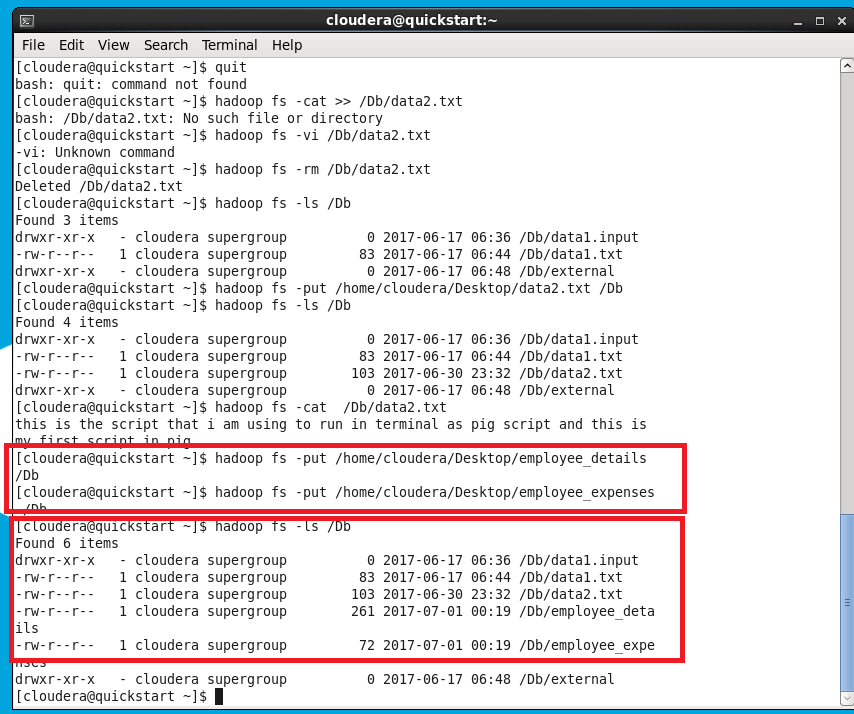 cloudera@quickstart:~
File Edit View Search Terminal Help
[cloudera@quickstart ~]$ quit
bash: quit: command not found
[cloudera@quickstart ~]$ hadoop fs -cat >> /Db/data2.txt
bash: /Db/data2.txt: No such file or directory
[cloudera@quickstart ~]$ hadoop fs -vi /Db/data2.txt
-vi: Unknown command
[cloudera@quickstart ~]$ hadoop fs -rm /Db/data2.txt
Deleted /Db/data2.txt
[cloudera@quickstart ~]$ hadoop fs -ls /Db
Found 3 items
drwxr-xr-x   - cloudera supergroup          0 2017-06-17 06:36 /Db/data1.input
-rw-r--r--   1 cloudera supergroup         83 2017-06-17 06:44 /Db/data1.txt
drwxr-xr-x   - cloudera supergroup          0 2017-06-17 06:48 /Db/external
[cloudera@quickstart ~]$ hadoop fs -put /home/cloudera/Desktop/data2.txt /Db
[cloudera@quickstart ~]$ hadoop fs -ls /Db
Found 4 items
drwxr-xr-x   - cloudera supergroup          0 2017-06-17 06:36 /Db/data1.input
-rw-r--r--   1 cloudera supergroup         83 2017-06-17 06:44 /Db/data1.txt
-rw-r--r--   1 cloudera supergroup        103 2017-06-30 23:32 /Db/data2.txt
drwxr-xr-x   - cloudera supergroup          0 2017-06-17 06:48 /Db/external
[cloudera@quickstart ~]$ hadoop fs -cat  /Db/data2.txt
this is the script that i am using to run in terminal as pig script and this is
my first script in pig
[cloudera@quickstart ~]$ hadoop fs -put /home/cloudera/Desktop/employee_details
/Db
[cloudera@quickstart ~]$ hadoop fs -put /home/cloudera/Desktop/employee_expenses
/Db
[cloudera@quickstart ~]$ hadoop fs -ls /Db
Found 6 items
drwxr-xr-x   - cloudera supergroup          0 2017-06-17 06:36 /Db/data1.input
-rw-r--r--   1 cloudera supergroup         83 2017-06-17 06:44 /Db/data1.txt
-rw-r--r--   1 cloudera supergroup        103 2017-06-30 23:32 /Db/data2.txt
-rw-r--r--   1 cloudera supergroup        261 2017-07-01 00:19 /Db/employee_deta
ils
-rw-r--r--   1 cloudera supergroup         72 2017-07-01 00:19 /Db/employee_expe
nses
drwxr-xr-x   - cloudera supergroup          0 2017-06-17 06:48 /Db/external
[cloudera@quickstart ~]$